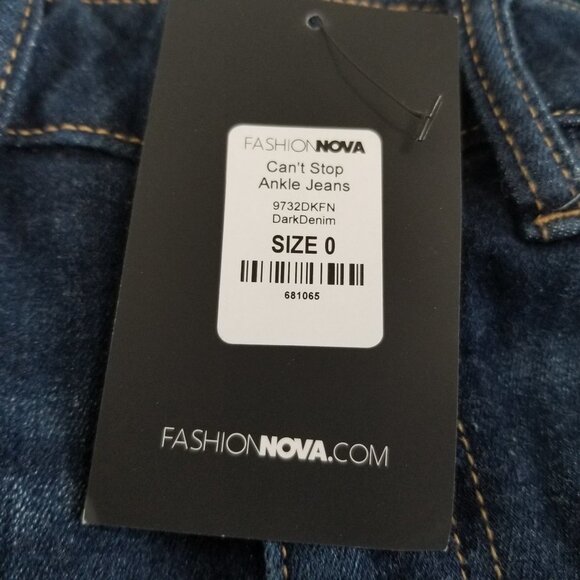 FASHIONNOVA
Can't Stop
Ankle Jeans
9732DKFN
DarkDenim
SIZE 0
681065
FASHIONNOVA.COM